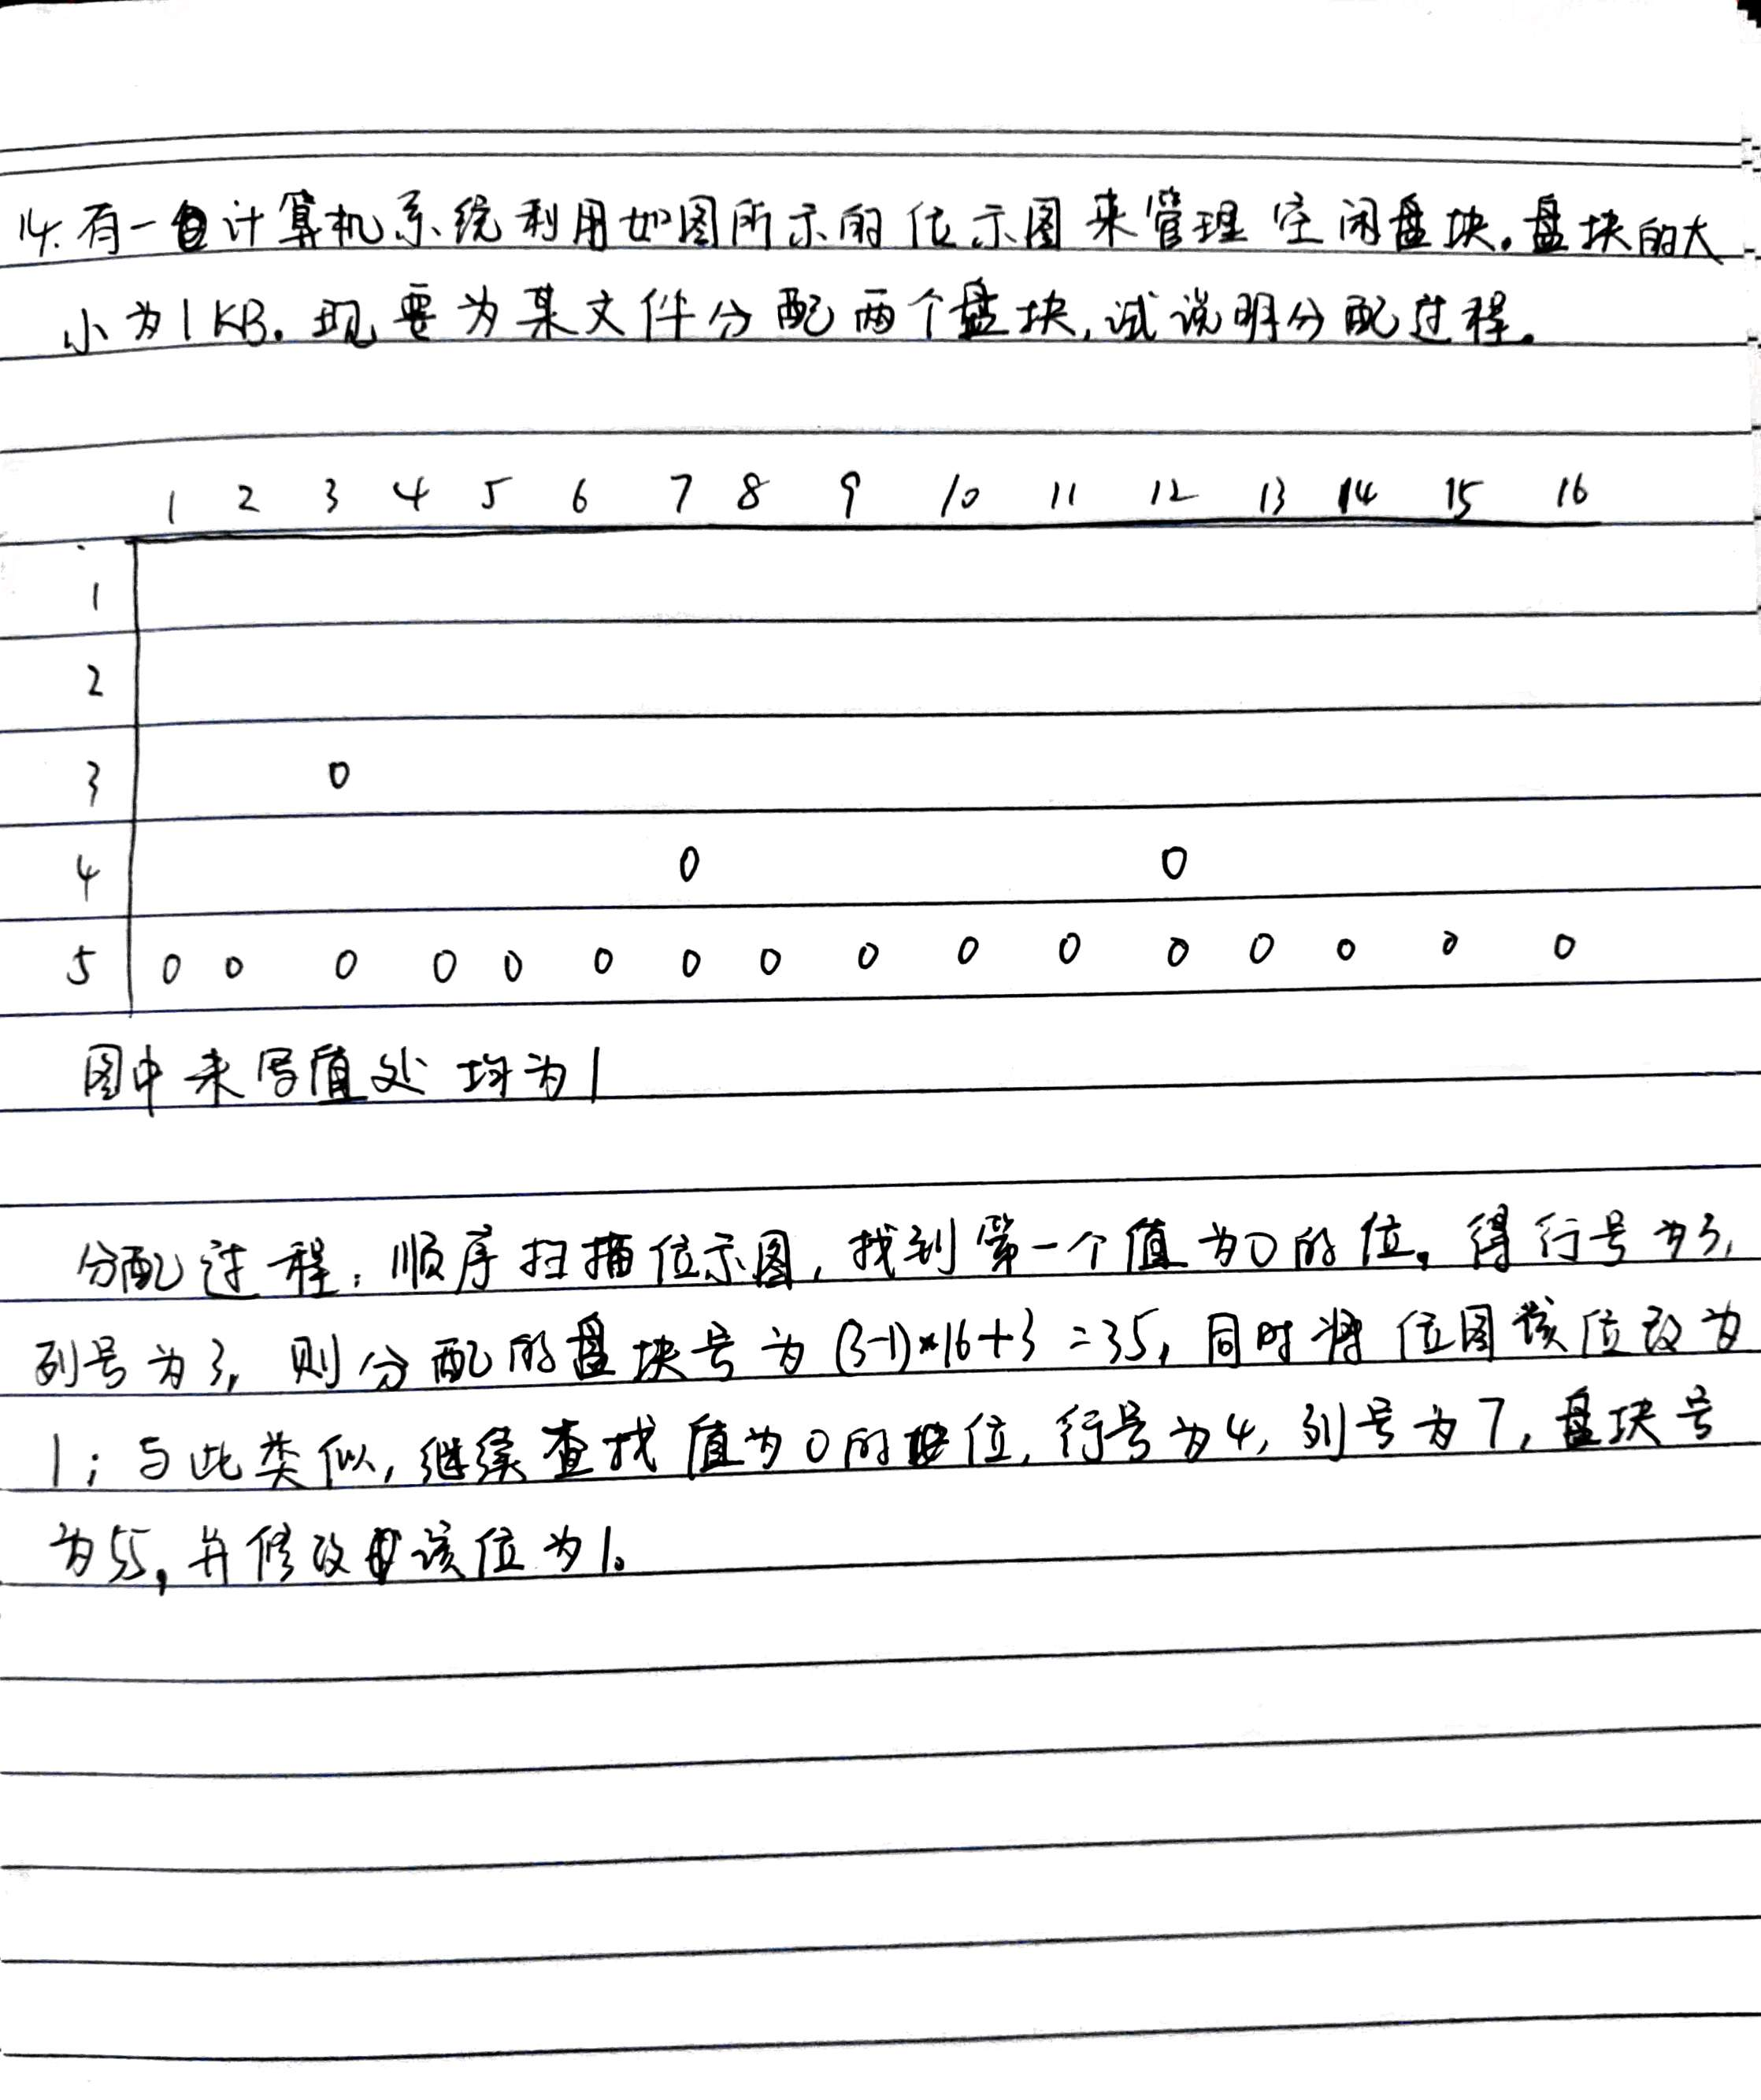 14.有一计算机系统利用如图所示的位示图来管理空闲盘块。盘块的大
小为1KB.现要为某文件分配两个盘块,试说明分配过程。
1 2 3 4 5 6 7 8 9 10 11 12 13 14 15 16
1
2
3 0
4 0 0
5 0 0 0 0 0 0 0 0 0 0 0 0 0 0 0 0
图中未写值处均为1
分配过程:顺序扫描位示图,找到第一个值为0的位。得行号为3,
列号为3,则分配的盘块号为(3-1)*16+3=35,同时将位图该位改为
1;与此类似,继续查找值为0的位,行号为4,列号为7,盘块号
为55,并修改该位为1。